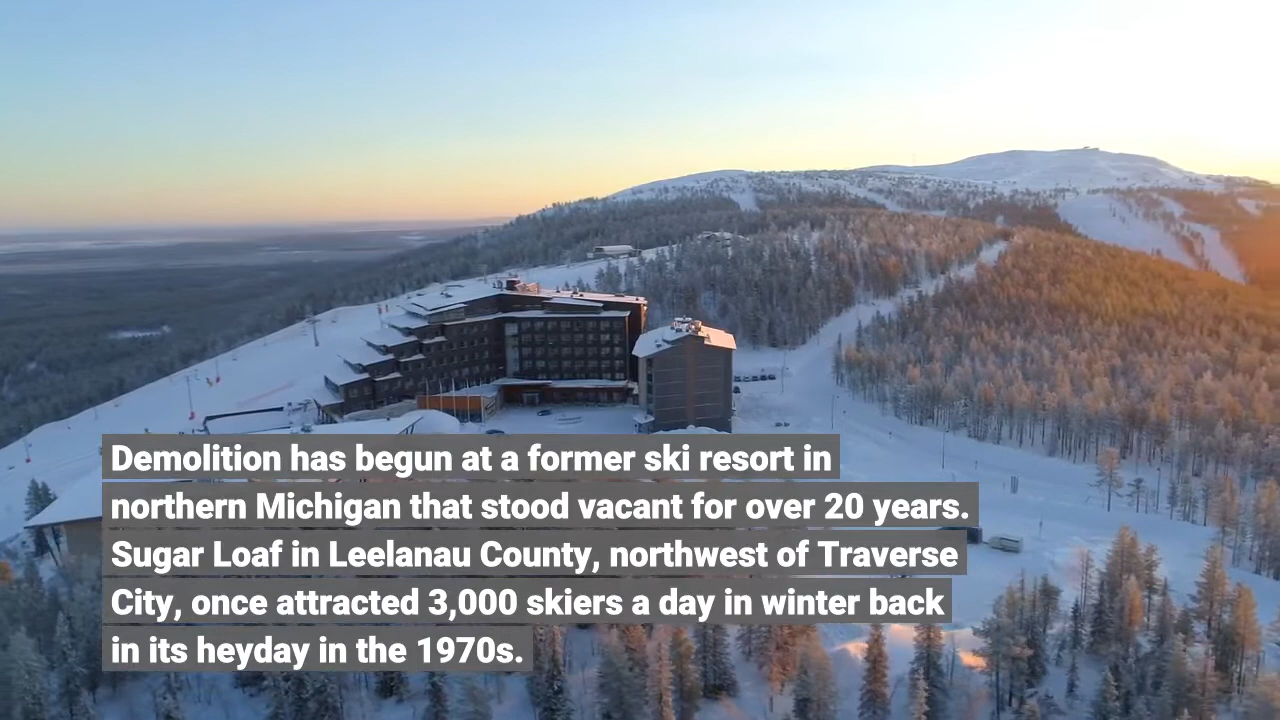 Demolition has begun at a former ski resort in
northern Michigan that stood vacant for over 20 years.
Sugar Loaf in Leelanau County, northwest of Traverse
City, once attracted 3,000 skiers a day in winter back
in its heyday in the 1970s.